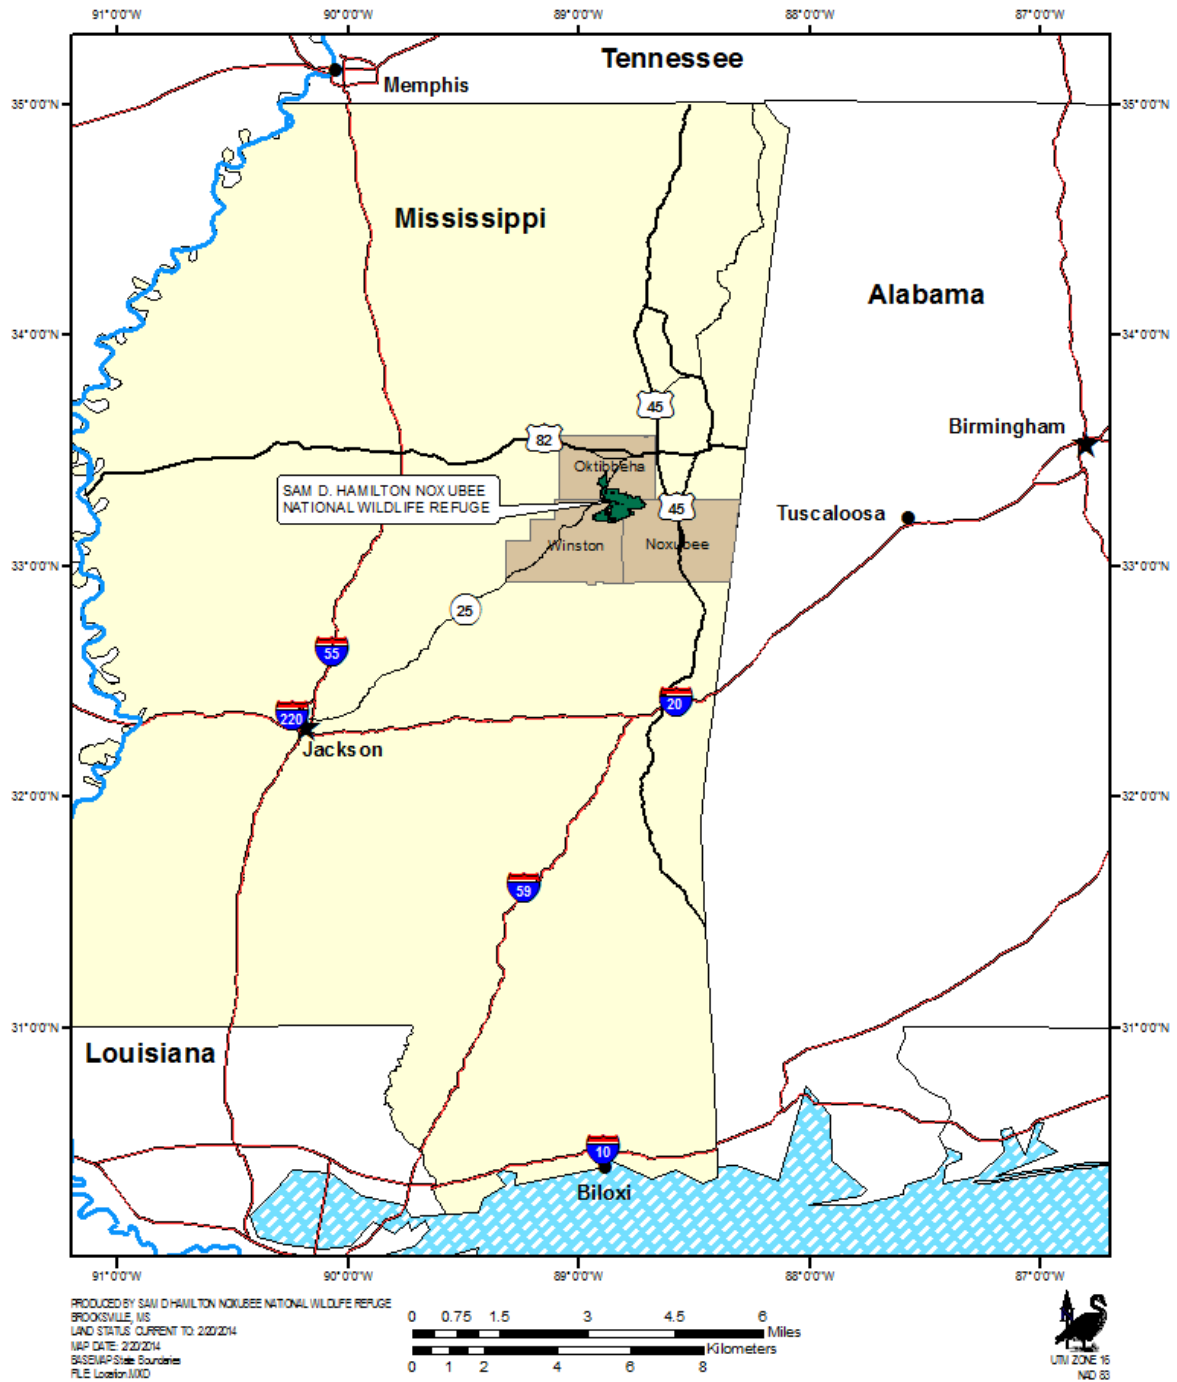 91°0'0"W 90°0'0"W 89°0'0"W 88°0'0"W 87°0'0"W
Tennessee
Memphis
35°0'0"N 35°0'0"N
Mississippi
Alabama
34°0'0"N 34°0'0"N
45
Birmingham
82
Oktibbeha
SAM D. HAMILTON NOXUBEE
NATIONAL WILDLIFE REFUGE
45
Tuscaloosa
Winston Noxubee
33°0'0"N 33°0'0"N
25
55
20
220
Jackson
32°0'0"N 32°0'0"N
59
31°0'0"N 31°0'0"N
Louisiana
10
Biloxi
91°0'0"W 90°0'0"W 89°0'0"W 88°0'0"W 87°0'0"W
PRODUCED BY SAM D HAMILTON NOXUBEE NATIONAL WILDLIFE REFUGE
BROOKSVILLE, MS
LAND STATUS CURRENT TO: 2/20/2014
MAP DATE: 2/20/2014
BASEMAP:State Boundaries
FILE: Location.MXD
0 0.75 1.5 3 4.5 6
Miles
Kilometers
0 1 2 4 6 8
N
UTM ZONE 16
NAD 83